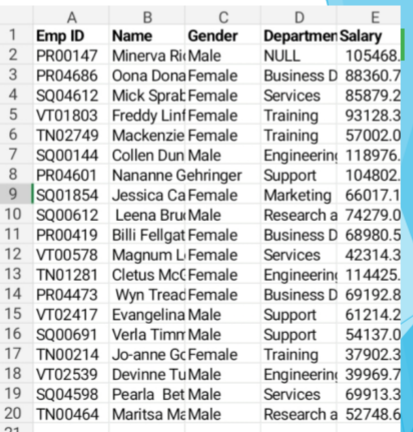 A B C D E
1 Emp ID Name Gender Departmen Salary
2 PR00147 Minerva Ri Male NULL 105468.
3 PR04686 Oona Dona Female Business D 88360.7
4 SQ04612 Mick Sprab Female Services 85879.2
5 VT01803 Freddy Linf Female Training 93128.3
6 TN02749 Mackenzie Female Training 57002.0
7 SQ00144 Collen Dun Male Engineering 118976.
8 PR04601 Nananne Gehringer Support 104802.
9 SQ01854 Jessica Ca Female Marketing 66017.1
10 SQ00612 Leena Bru Male Research a 74279.0
11 PR00419 Billi Fellgat Female Business D 68980.5
12 VT00578 Magnum L Female Services 42314.3
13 TN01281 Cletus McC Female Engineering 114425.
14 PR04473 Wyn Tread Female Business D 69192.8
15 VT02417 Evangelina Male Support 61214.2
16 SQ00691 Verla Timm Male Support 54137.0
17 TN00214 Jo-anne Go Female Training 37902.3
18 VT02539 Devinne Tu Male Engineering 39969.7
19 SQ04598 Pearla Bet Male Services 69913.3
20 TN00464 Maritsa Ma Male Research a 52748.6